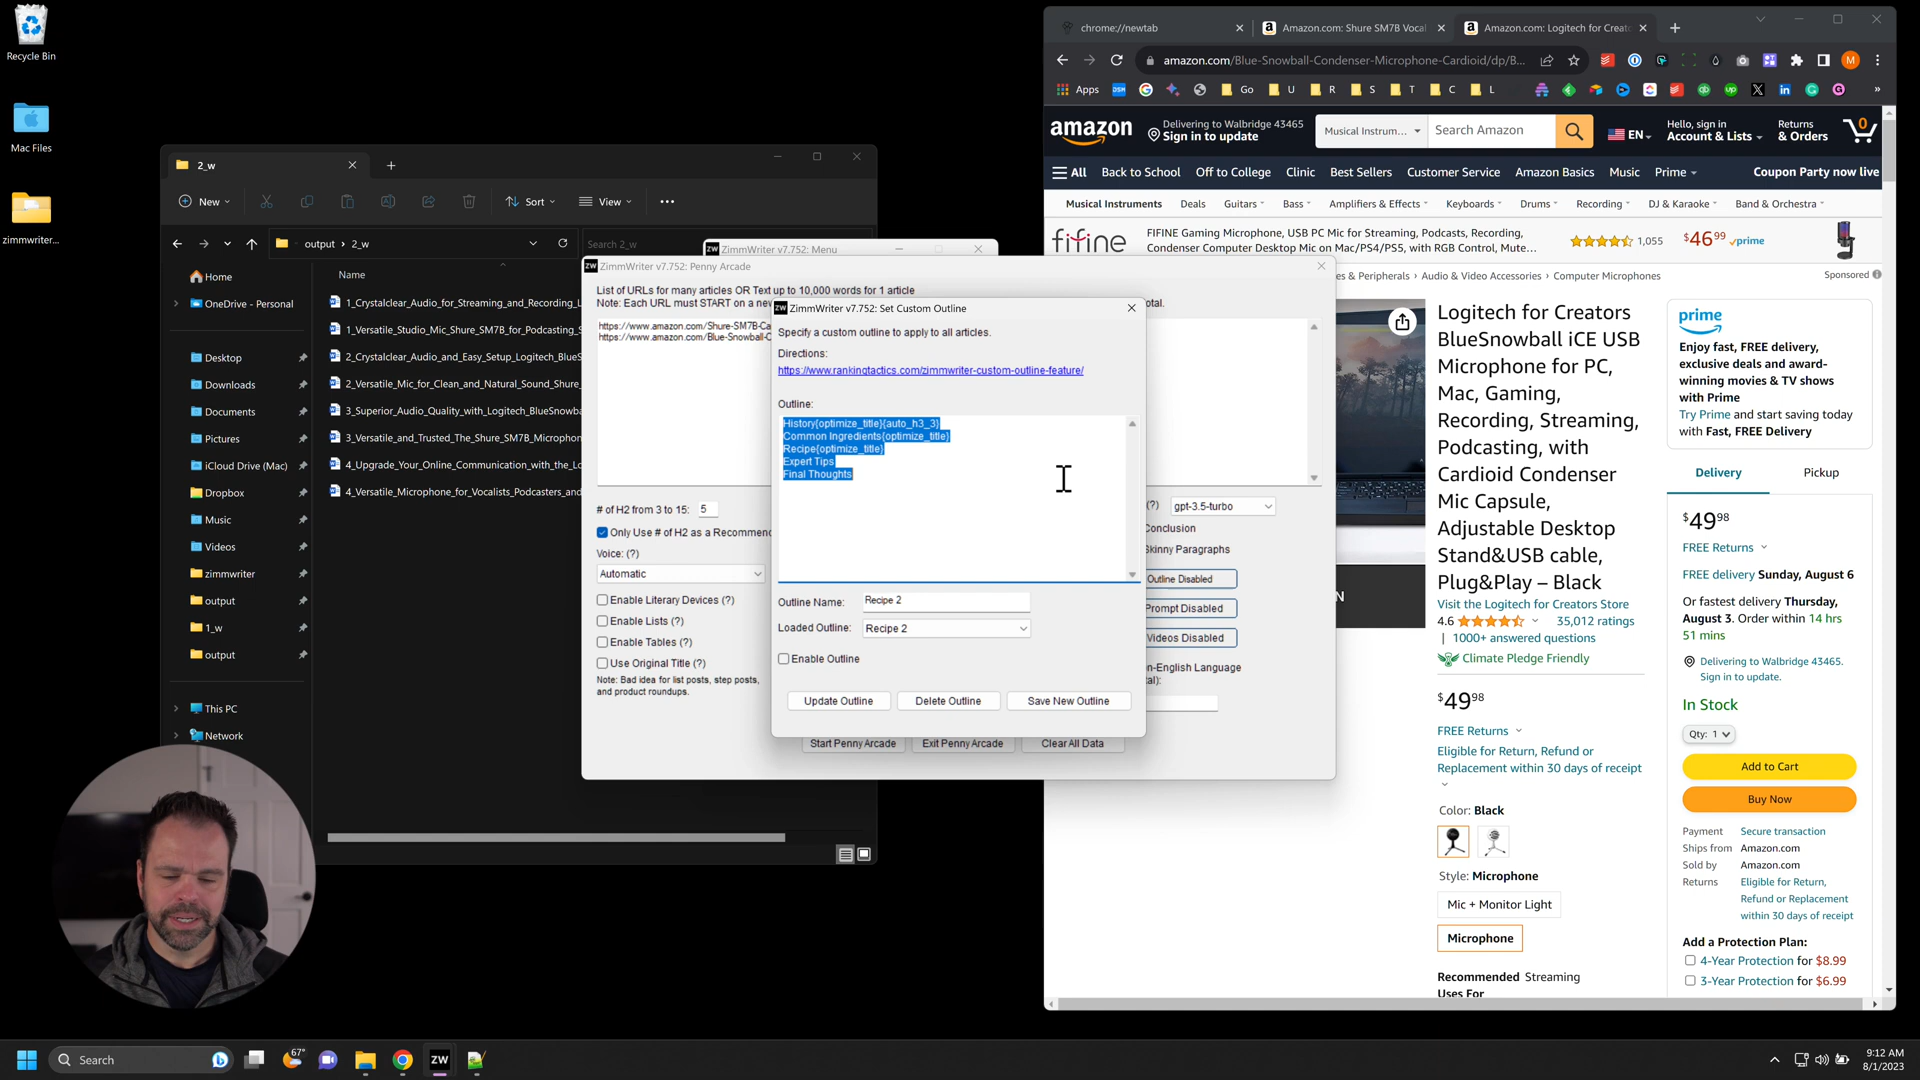 Recycle Bin
Mac Files
zimmwriter...
2_w
New
Sort
View
output > 2_w
Search 2_w
Home
OneDrive - Personal
Desktop
Downloads
Documents
Pictures
iCloud Drive (Mac)
Dropbox
Music
Videos
zimmwriter
output
1_w
output
This PC
Network
Name
1_Crystalclear_Audio_for_Streaming_and_Recording_L
1_Versatile_Studio_Mic_Shure_SM7B_for_Podcasting_S
2_Crystalclear_Audio_and_Easy_Setup_Logitech_BlueS
2_Versatile_Mic_for_Clean_and_Natural_Sound_Shure_
3_Superior_Audio_Quality_with_Logitech_BlueSnowba
3_Versatile_and_Trusted_The_Shure_SM7B_Microphon
4_Upgrade_Your_Online_Communication_with_the_Lo
4_Versatile_Microphone_for_Vocalists_Podcasters_and
ZW ZimmWriter v7.752: Menu
ZW ZimmWriter v7.752: Penny Arcade
List of URLs for many articles OR Text up to 10,000 words for 1 article
Note: Each URL must START on a new
total.
https://www.amazon.com/Shure-SM7B-Ca
https://www.amazon.com/Blue-Snowball-C
# of H2 from 3 to 15: 5
Only Use # of H2 as a Recommen
Voice: (?)
Automatic
Enable Literary Devices (?)
Enable Lists (?)
Enable Tables (?)
Use Original Title (?)
Note: Bad idea for list posts, step posts,
and product roundups.
(?) gpt-3.5-turbo
Conclusion
Skinny Paragraphs
Outline Disabled
Prompt Disabled
Videos Disabled
n-English Language
tal):
Start Penny Arcade
Exit Penny Arcade
Clear All Data
ZW ZimmWriter v7.752: Set Custom Outline
Specify a custom outline to apply to all articles.
Directions:
https://www.rankingtactics.com/zimmwriter-custom-outline-feature/
Outline:
History{optimize_title}{auto_h3_3}
Common Ingredients{optimize_title}
Recipe{optimize_title}
Expert Tips
Final Thoughts
Outline Name: Recipe 2
Loaded Outline: Recipe 2
Enable Outline
Update Outline
Delete Outline
Save New Outline
chrome://newtab
Amazon.com: Shure SM7B Vocal
Amazon.com: Logitech for Creato
amazon.com/Blue-Snowball-Condenser-Microphone-Cardioid/dp/B...
M
Apps
DSM
Go
U
R
S
T
C
L
amazon
Delivering to Walbridge 43465
Sign in to update
Musical Instrum...
Search Amazon
EN
Hello, sign in
Account & Lists
Returns
& Orders
0
All
Back to School
Off to College
Clinic
Best Sellers
Customer Service
Amazon Basics
Music
Prime
Coupon Party now live
Musical Instruments
Deals
Guitars
Bass
Amplifiers & Effects
Keyboards
Drums
Recording
DJ & Karaoke
Band & Orchestra
fifine
FIFINE Gaming Microphone, USB PC Mic for Streaming, Podcasts, Recording,
Condenser Computer Desktop Mic on Mac/PS4/PS5, with RGB Control, Mute...
1,055
$46.99
prime
Sponsored
es & Peripherals › Audio & Video Accessories › Computer Microphones
Logitech for Creators
BlueSnowball iCE USB
Microphone for PC,
Mac, Gaming,
Recording, Streaming,
Podcasting, with
Cardioid Condenser
Mic Capsule,
Adjustable Desktop
Stand&USB cable,
Plug&Play – Black
Visit the Logitech for Creators Store
4.6
35,012 ratings
| 1000+ answered questions
Climate Pledge Friendly
$49.98
FREE Returns
Eligible for Return, Refund or
Replacement within 30 days of receipt
Color: Black
Style: Microphone
Mic + Monitor Light
Microphone
Recommended Streaming
Uses For
prime
Enjoy fast, FREE delivery,
exclusive deals and award-
winning movies & TV shows
with Prime
Try Prime and start saving today
with Fast, FREE Delivery
Delivery
Pickup
$49.98
FREE Returns
FREE delivery Sunday, August 6
Or fastest delivery Thursday,
August 3. Order within 14 hrs
51 mins
Delivering to Walbridge 43465.
Sign in to update.
In Stock
Qty: 1
Add to Cart
Buy Now
Payment Secure transaction
Ships from Amazon.com
Sold by Amazon.com
Returns Eligible for Return,
Refund or Replacement
within 30 days of receipt
Add a Protection Plan:
4-Year Protection for $8.99
3-Year Protection for $6.99
Search
67°
ZW
9:12 AM
8/1/2023